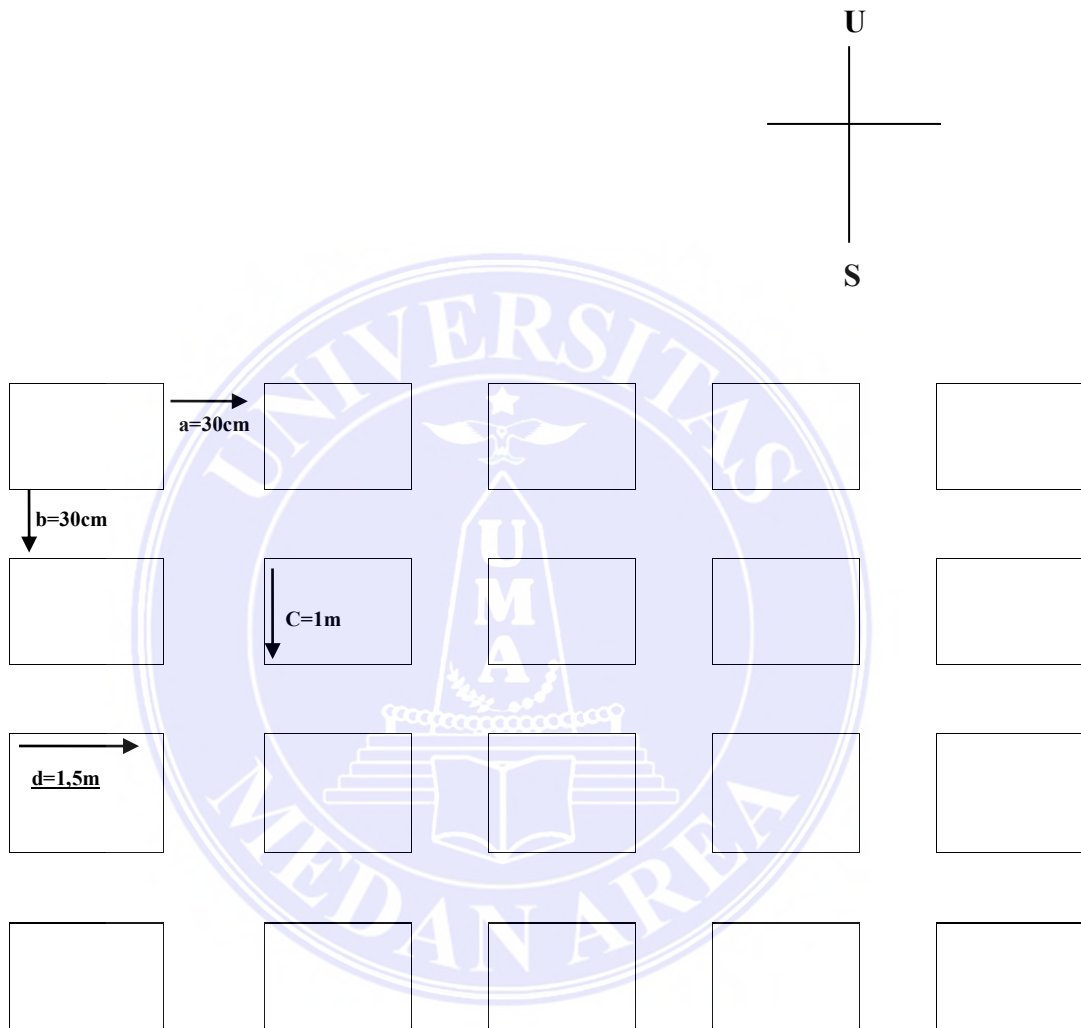 U
S
UNIVERSITAS
a=30cm
b=30cm
U
M
A
C=1m
d=1,5m
MEDAN AREA